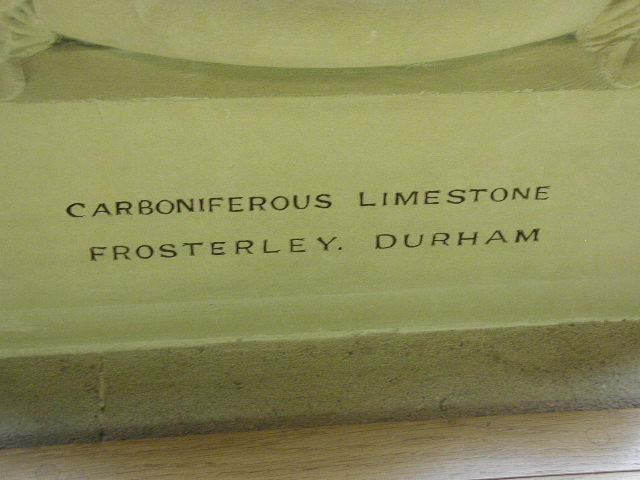 CARBONIFEROUS LIMESTONE
FROSTERLEY. DURHAM